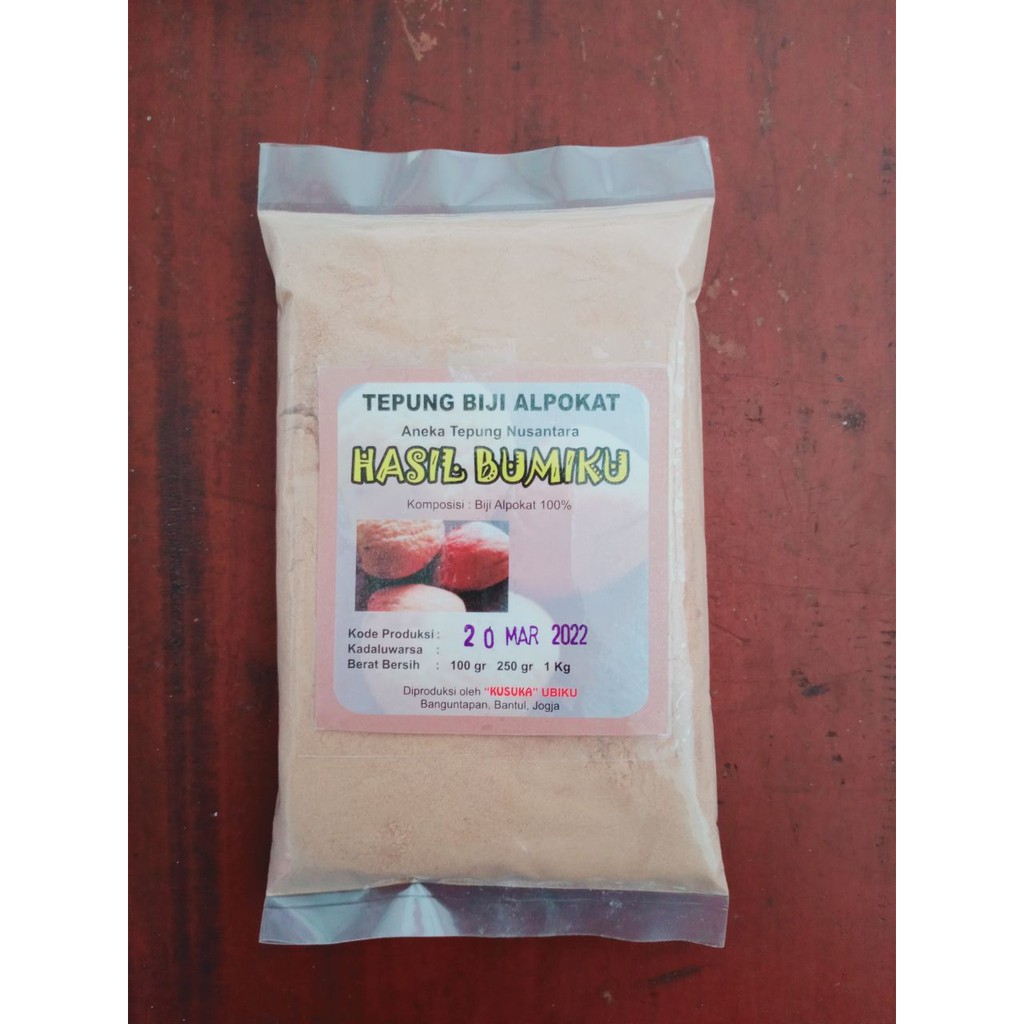 TEPUNG BIJI ALPOKAT
Aneka Tepung Nusantara
HASIL BUMIKU
Komposisi : Biji Alpokat 100%
Kode Produksi : 20 MAR 2022
Kadaluwarsa :
Berat Bersih : 100 gr 250 gr 1 Kg
Diproduksi oleh "KUSUKA" UBIKU
Banguntapan, Bantul, Jogja